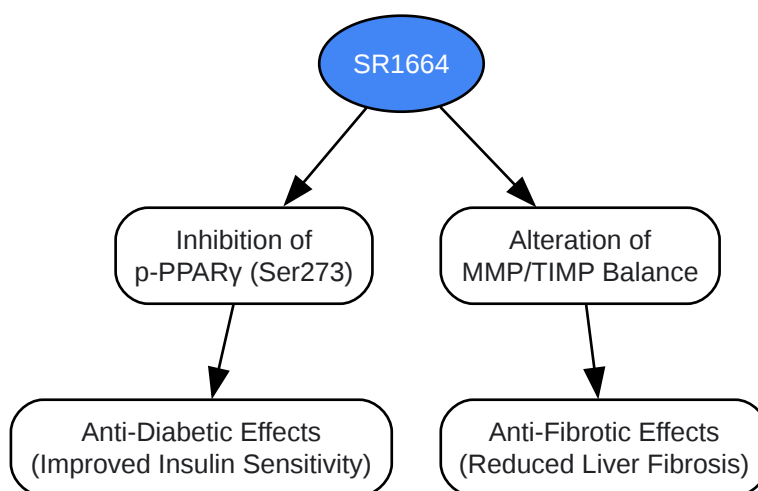 SR1664
Inhibition of
p-PPARγ (Ser273)
Alteration of
MMP/TIMP Balance
Anti-Diabetic Effects
(Improved Insulin Sensitivity)
Anti-Fibrotic Effects
(Reduced Liver Fibrosis)